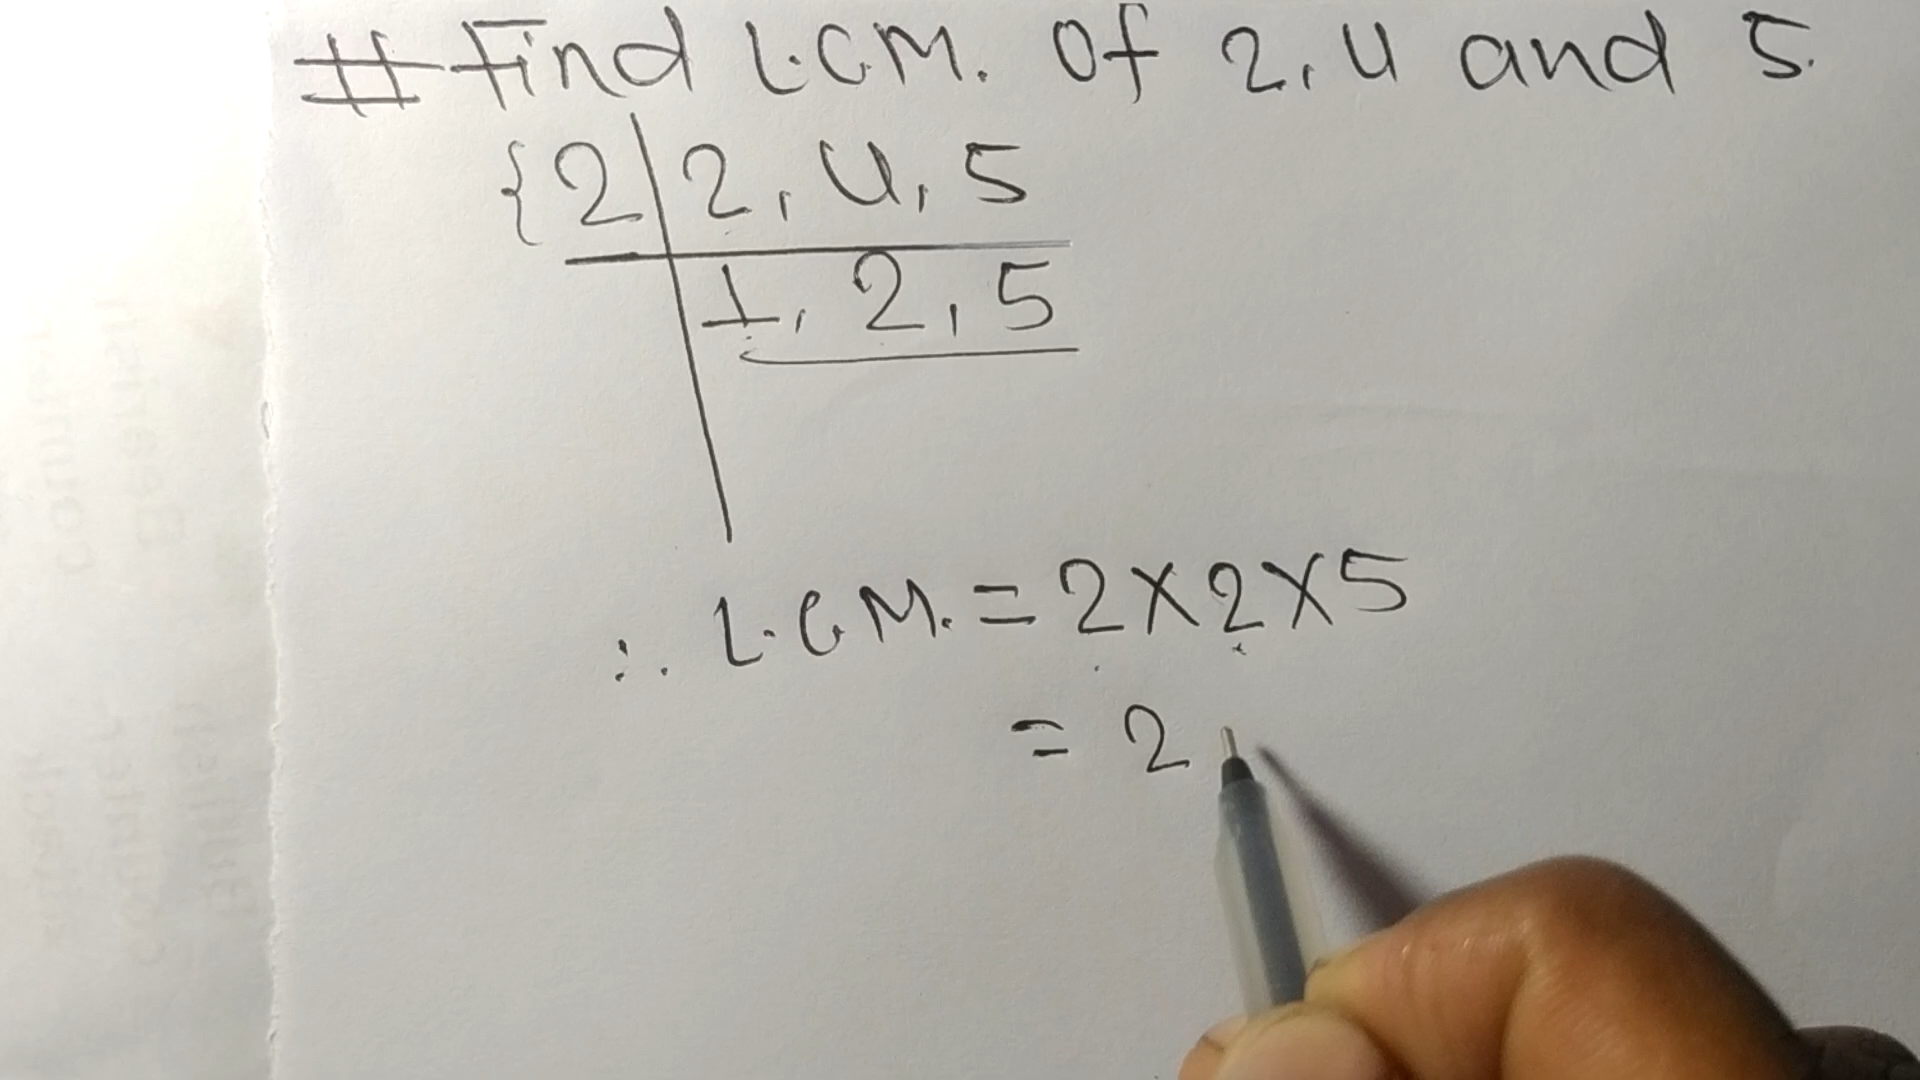 # Find L.C.M. of 2, 4 and 5.
{2 | 2, 4, 5
1, 2, 5
∴ L.C.M. = 2×2×5
= 2